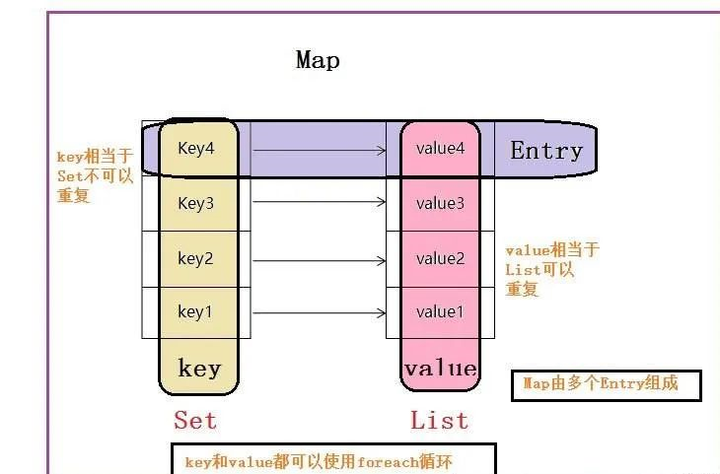 Map
key相当于
Set不可以
重复
Key4
value4
Entry
Key3
value3
key2
value2
value相当于
List可以
重复
key1
value1
key
value
Map由多个Entry组成
Set
List
key和value都可以使用foreach循环